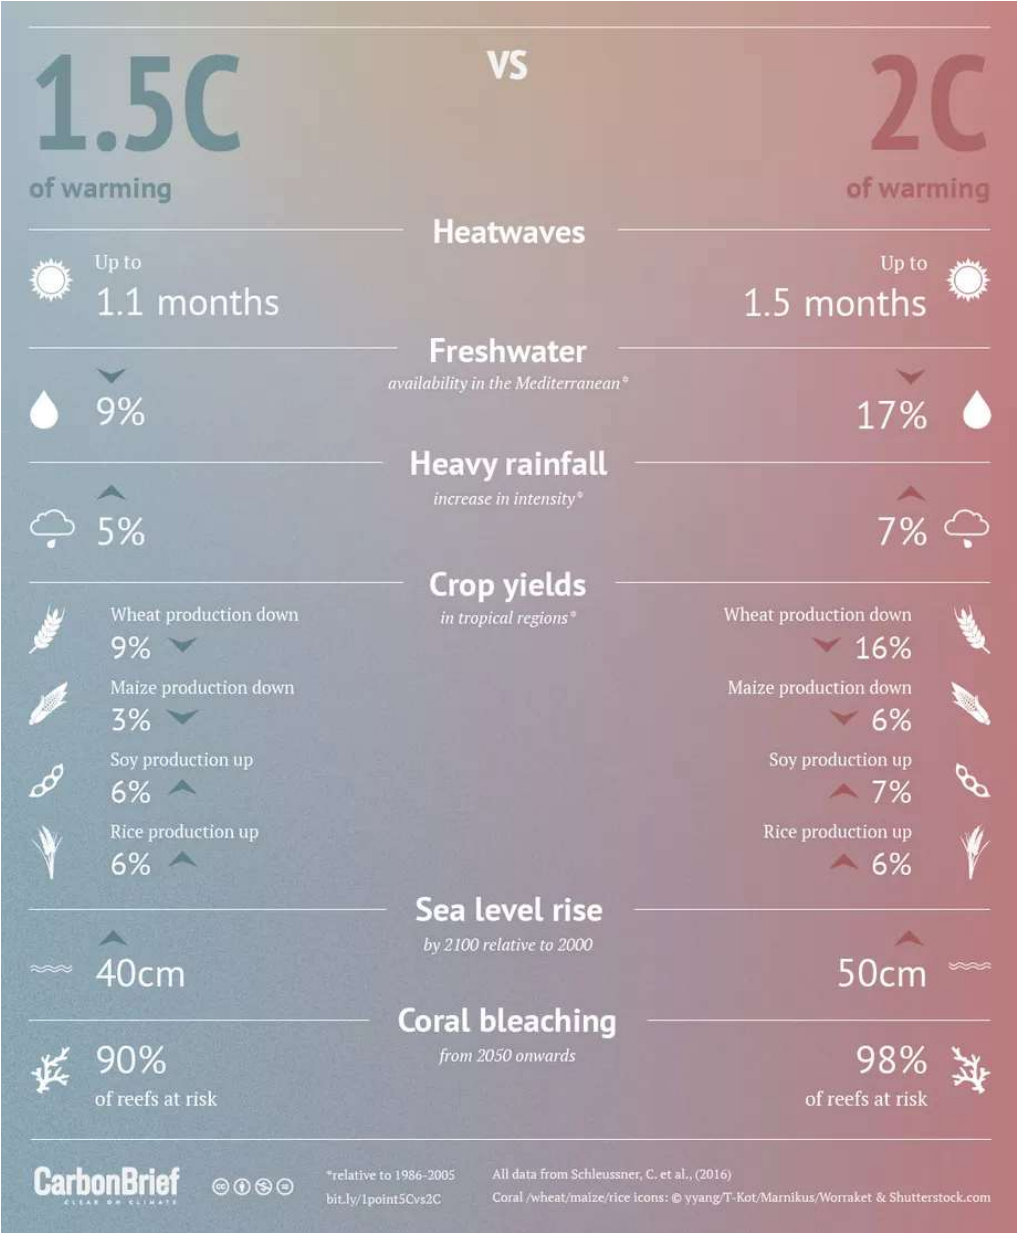 1.5C VS 2C
of warming of warming
Heatwaves
Up to Up to
1.1 months 1.5 months
Freshwater
availability in the Mediterranean*
9% 17%
Heavy rainfall
increase in intensity*
5% 7%
Crop yields
in tropical regions*
Wheat production down Wheat production down
9% 16%
Maize production down Maize production down
3% 6%
Soy production up Soy production up
6% 7%
Rice production up Rice production up
6% 6%
Sea level rise
by 2100 relative to 2000
40cm 50cm
Coral bleaching
from 2050 onwards
90% 98%
of reefs at risk of reefs at risk
CarbonBrief
CLEAR ON CLIMATE
*relative to 1986-2005 All data from Schleussner, C. et al., (2016)
bit.ly/1point5Cvs2C Coral /wheat/maize/rice icons: © yyang/T-Kot/Marnikus/Worraket & Shutterstock.com